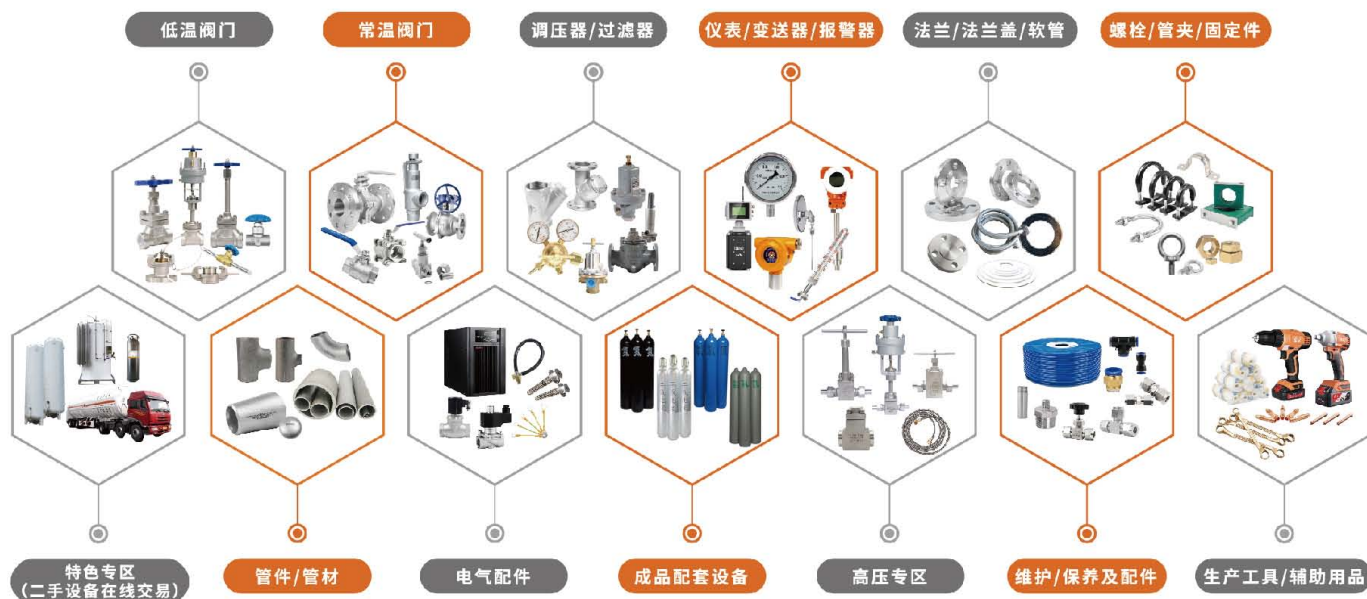 低温阀门
常温阀门
调压器/过滤器
仪表/变送器/报警器
法兰/法兰盖/软管
螺栓/管夹/固定件
特色专区
(二手设备在线交易)
管件/管材
电气配件
成品配套设备
高压专区
维护/保养及配件
生产工具/辅助用品